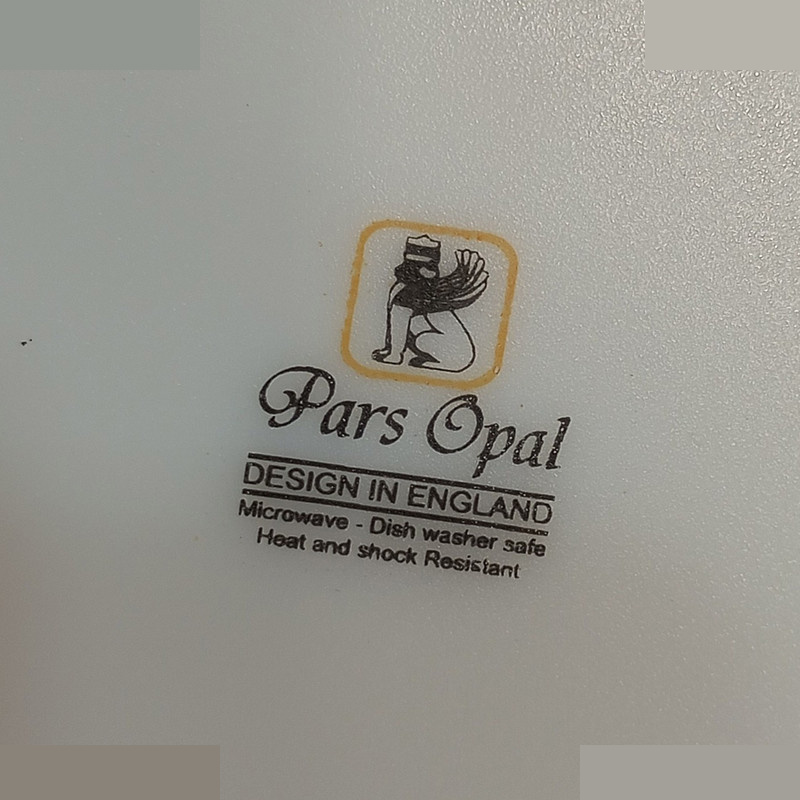 Pars Opal
DESIGN IN ENGLAND
Microwave - Dish washer safe
Heat and shock Resistant